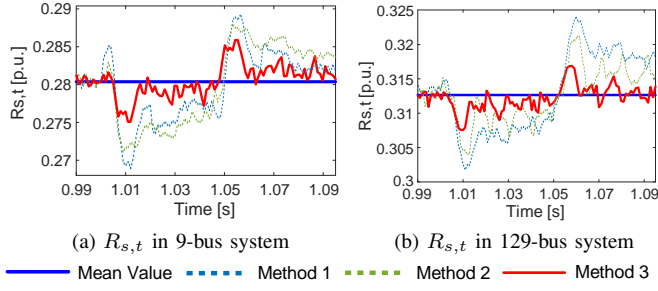 0.29
0.285
0.28
0.275
0.27
Rs,t [p.u.]
0.99 1.01 1.03 1.05 1.07 1.09
Time [s]
(a) R_{s,t} in 9-bus system
0.325
0.32
0.315
0.31
0.305
0.3
Rs,t [p.u.]
0.99 1.01 1.03 1.05 1.07 1.09
Time [s]
(b) R_{s,t} in 129-bus system
Mean Value Method 1 Method 2 Method 3